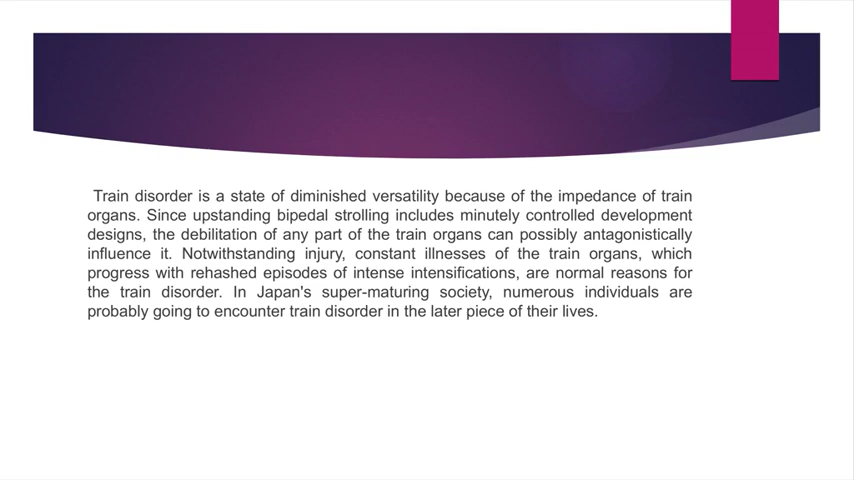 Train disorder is a state of diminished versatility because of the impedance of train
organs. Since upstanding bipedal strolling includes minutely controlled development
designs, the debilitation of any part of the train organs can possibly antagonistically
influence it. Notwithstanding injury, constant illnesses of the train organs, which
progress with rehashed episodes of intense intensifications, are normal reasons for
the train disorder. In Japan's super-maturing society, numerous individuals are
probably going to encounter train disorder in the later piece of their lives.